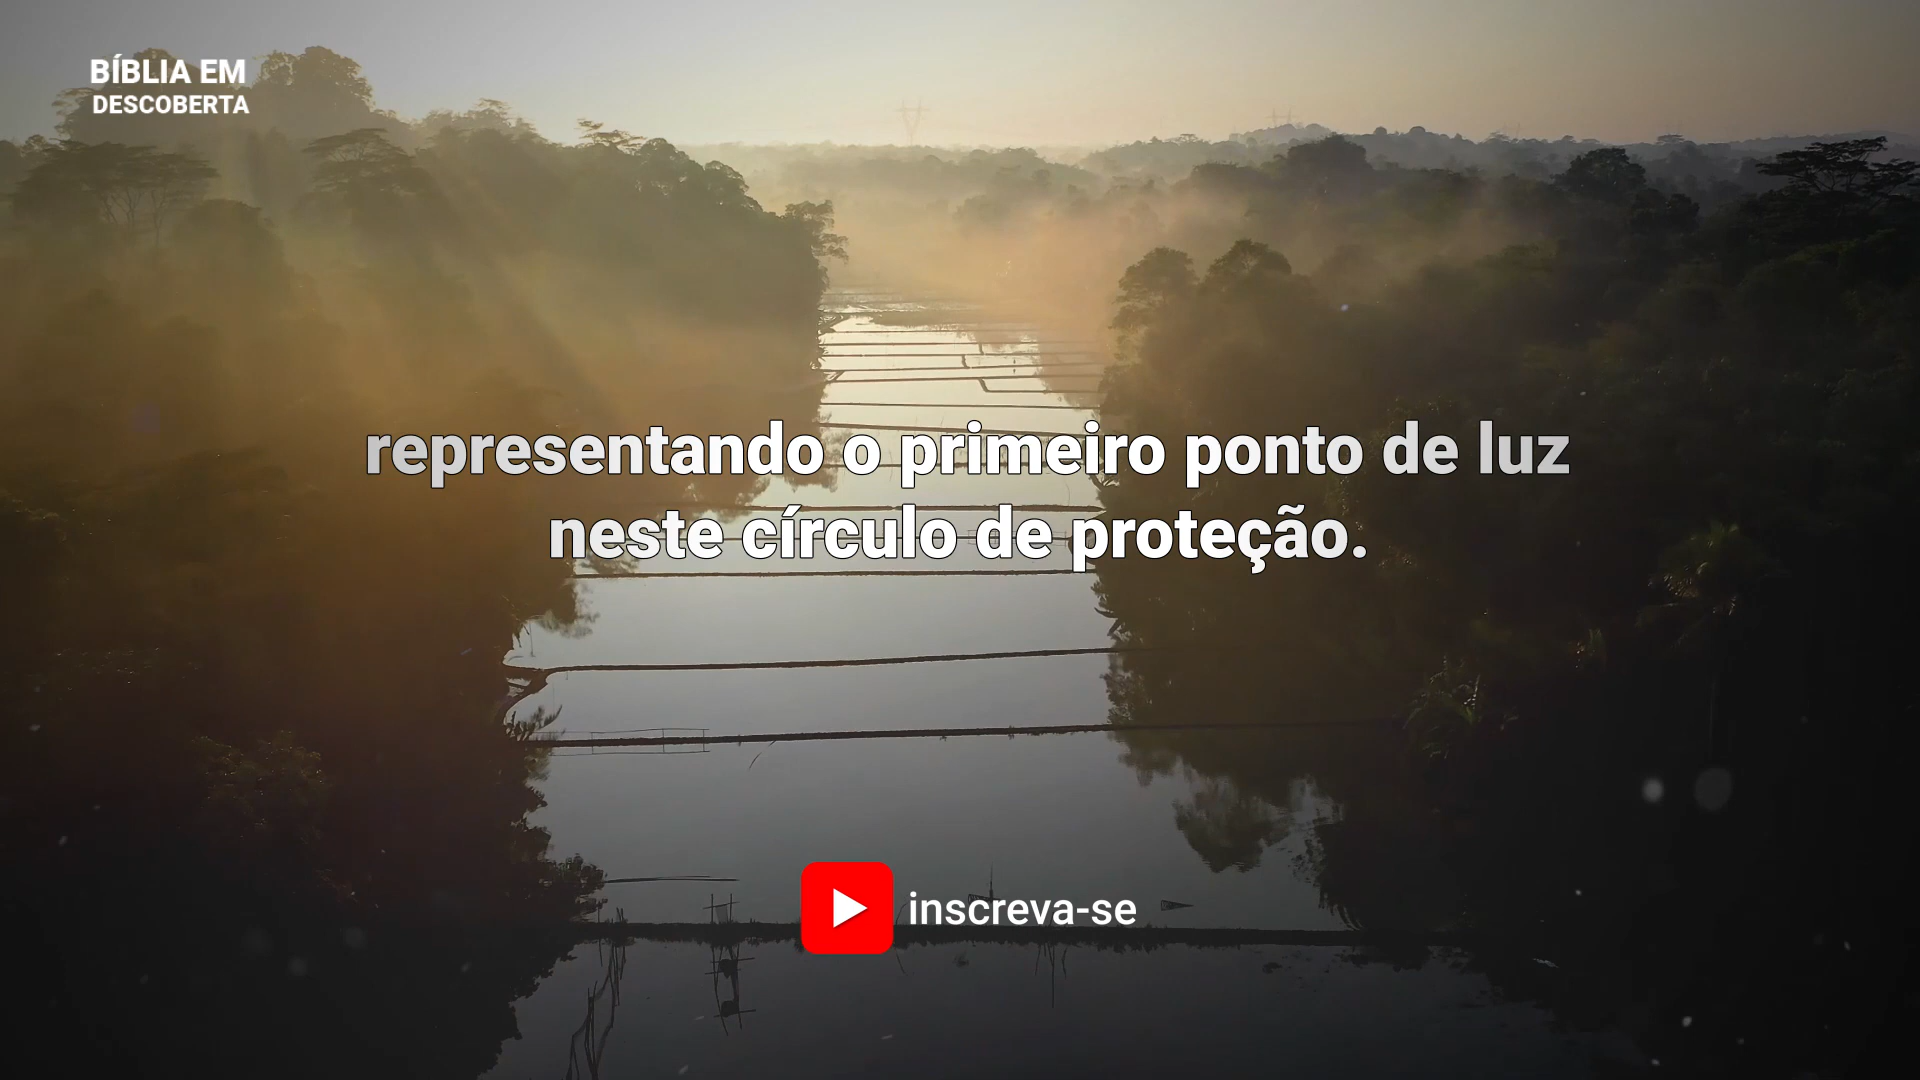 BÍBLIA EM
DESCOBERTA
representando o primeiro ponto de luz
neste círculo de proteção.
inscreva-se